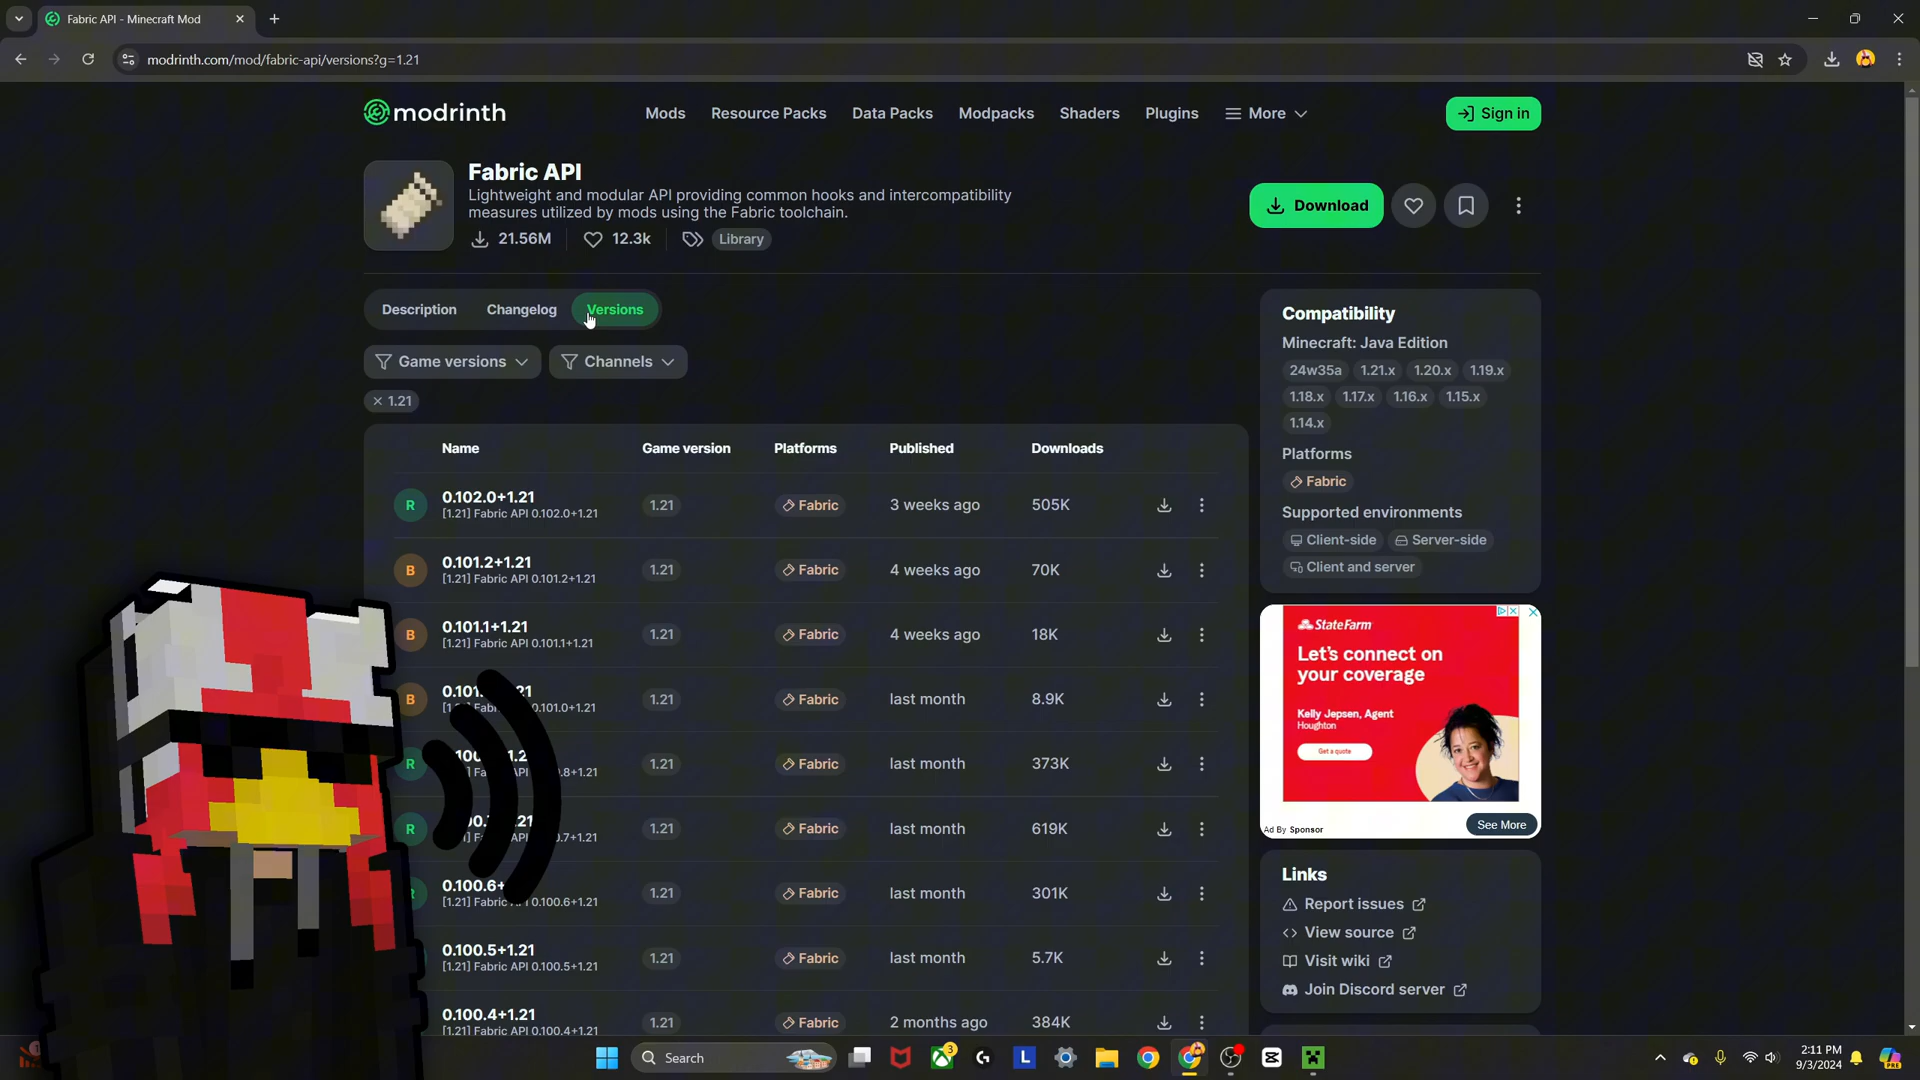 Fabric API - Minecraft Mod
modrinth.com/mod/fabric-api/versions?g=1.21
modrinth
Mods
Resource Packs
Data Packs
Modpacks
Shaders
Plugins
More
Sign in
Fabric API
Lightweight and modular API providing common hooks and intercompatibility
measures utilized by mods using the Fabric toolchain.
21.56M
12.3k
Library
Download
Description
Changelog
Versions
Game versions
Channels
× 1.21
Name Game version Platforms Published Downloads
R 0.102.0+1.21 1.21 Fabric 3 weeks ago 505K
[1.21] Fabric API 0.102.0+1.21
B 0.101.2+1.21 1.21 Fabric 4 weeks ago 70K
[1.21] Fabric API 0.101.2+1.21
B 0.101.1+1.21 1.21 Fabric 4 weeks ago 18K
[1.21] Fabric API 0.101.1+1.21
B 1.21 Fabric last month 8.9K
0.101.0+1.21
R 1.21 Fabric last month 373K
R 1.21 Fabric last month 619K
0.100.6+ 1.21 Fabric last month 301K
[1.21] Fabric 0.100.6+1.21
0.100.5+1.21 1.21 Fabric last month 5.7K
[1.21] Fabric API 0.100.5+1.21
0.100.4+1.21 1.21 Fabric 2 months ago 384K
[1.21] Fabric API 0.100.4+1.21
Compatibility
Minecraft: Java Edition
24w35a 1.21.x 1.20.x 1.19.x
1.18.x 1.17.x 1.16.x 1.15.x
1.14.x
Platforms
Fabric
Supported environments
Client-side Server-side
Client and server
StateFarm
Let's connect on
your coverage
Kelly Jepsen, Agent
Houghton
Get a quote
Ad By Sponsor
See More
Links
Report issues
View source
Visit wiki
Join Discord server
Search
3
L
2:11 PM
9/3/2024
PRE